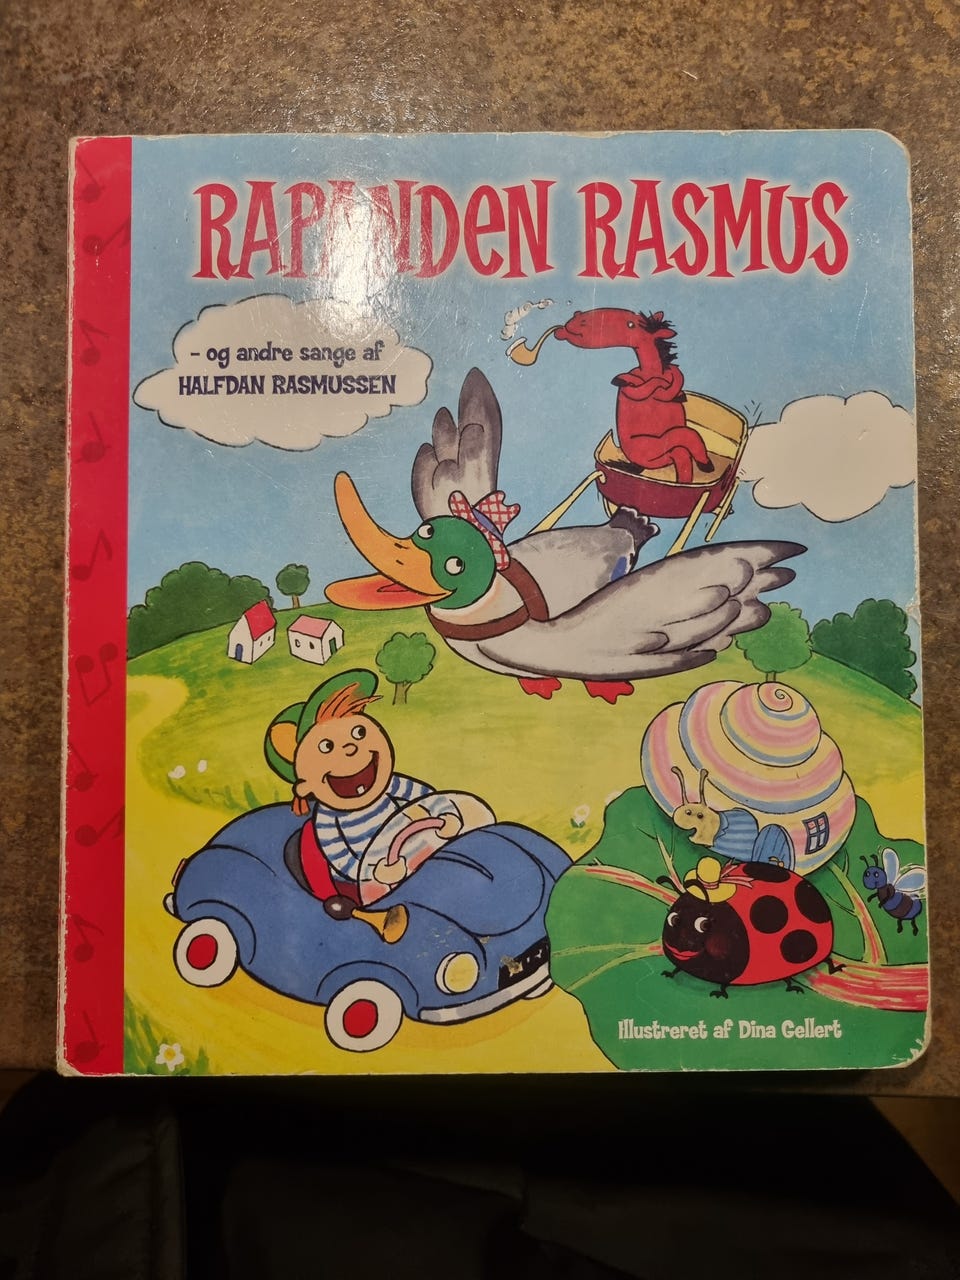 RAPANDEN RASMUS
- og andre sange af
HALFDAN RASMUSSEN
Illustreret af Dina Gellert